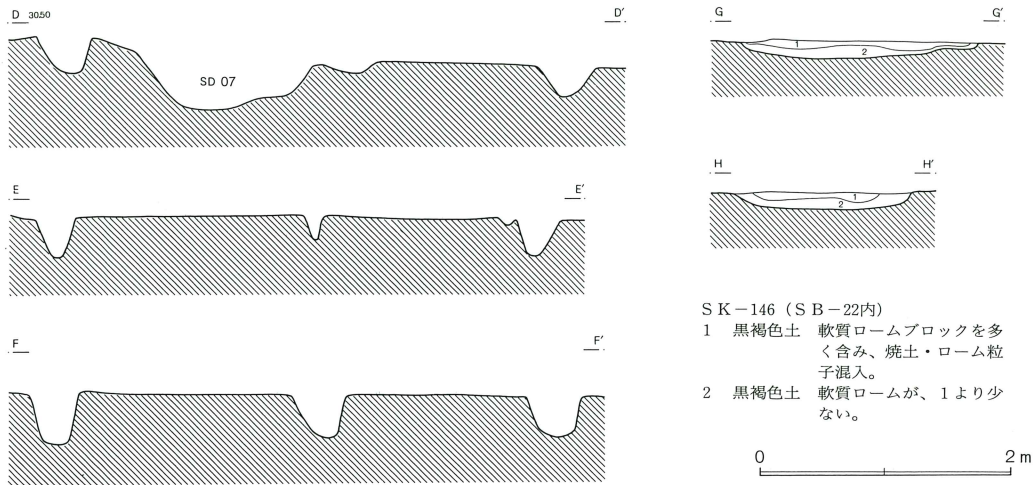 D 30.50 D′
SD 07
E E′
F F′
G G′
1
2
H H′
1
2
SK－146（SB－22内）
1 黒褐色土 軟質ロームブロックを多
く含み、焼土・ローム粒
子混入。
2 黒褐色土 軟質ロームが、1より少
ない。
0 2m